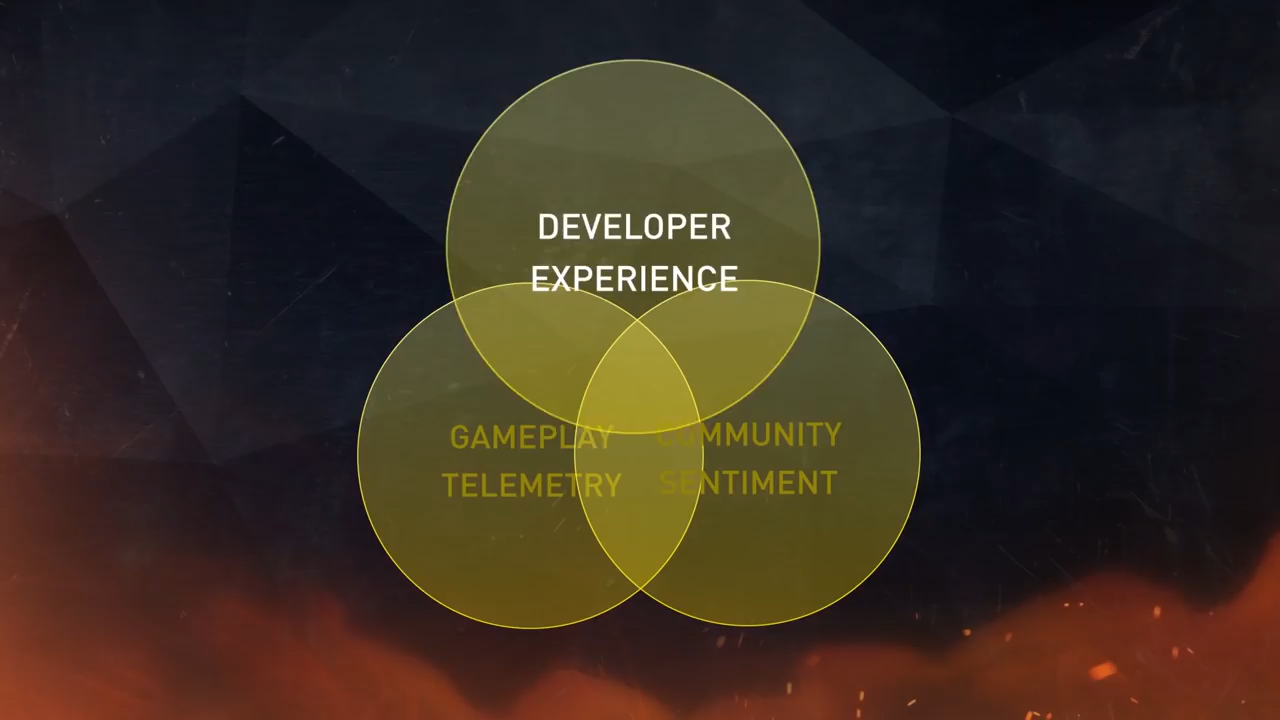 DEVELOPER
EXPERIENCE
GAMEPLAY
TELEMETRY
COMMUNITY
SENTIMENT